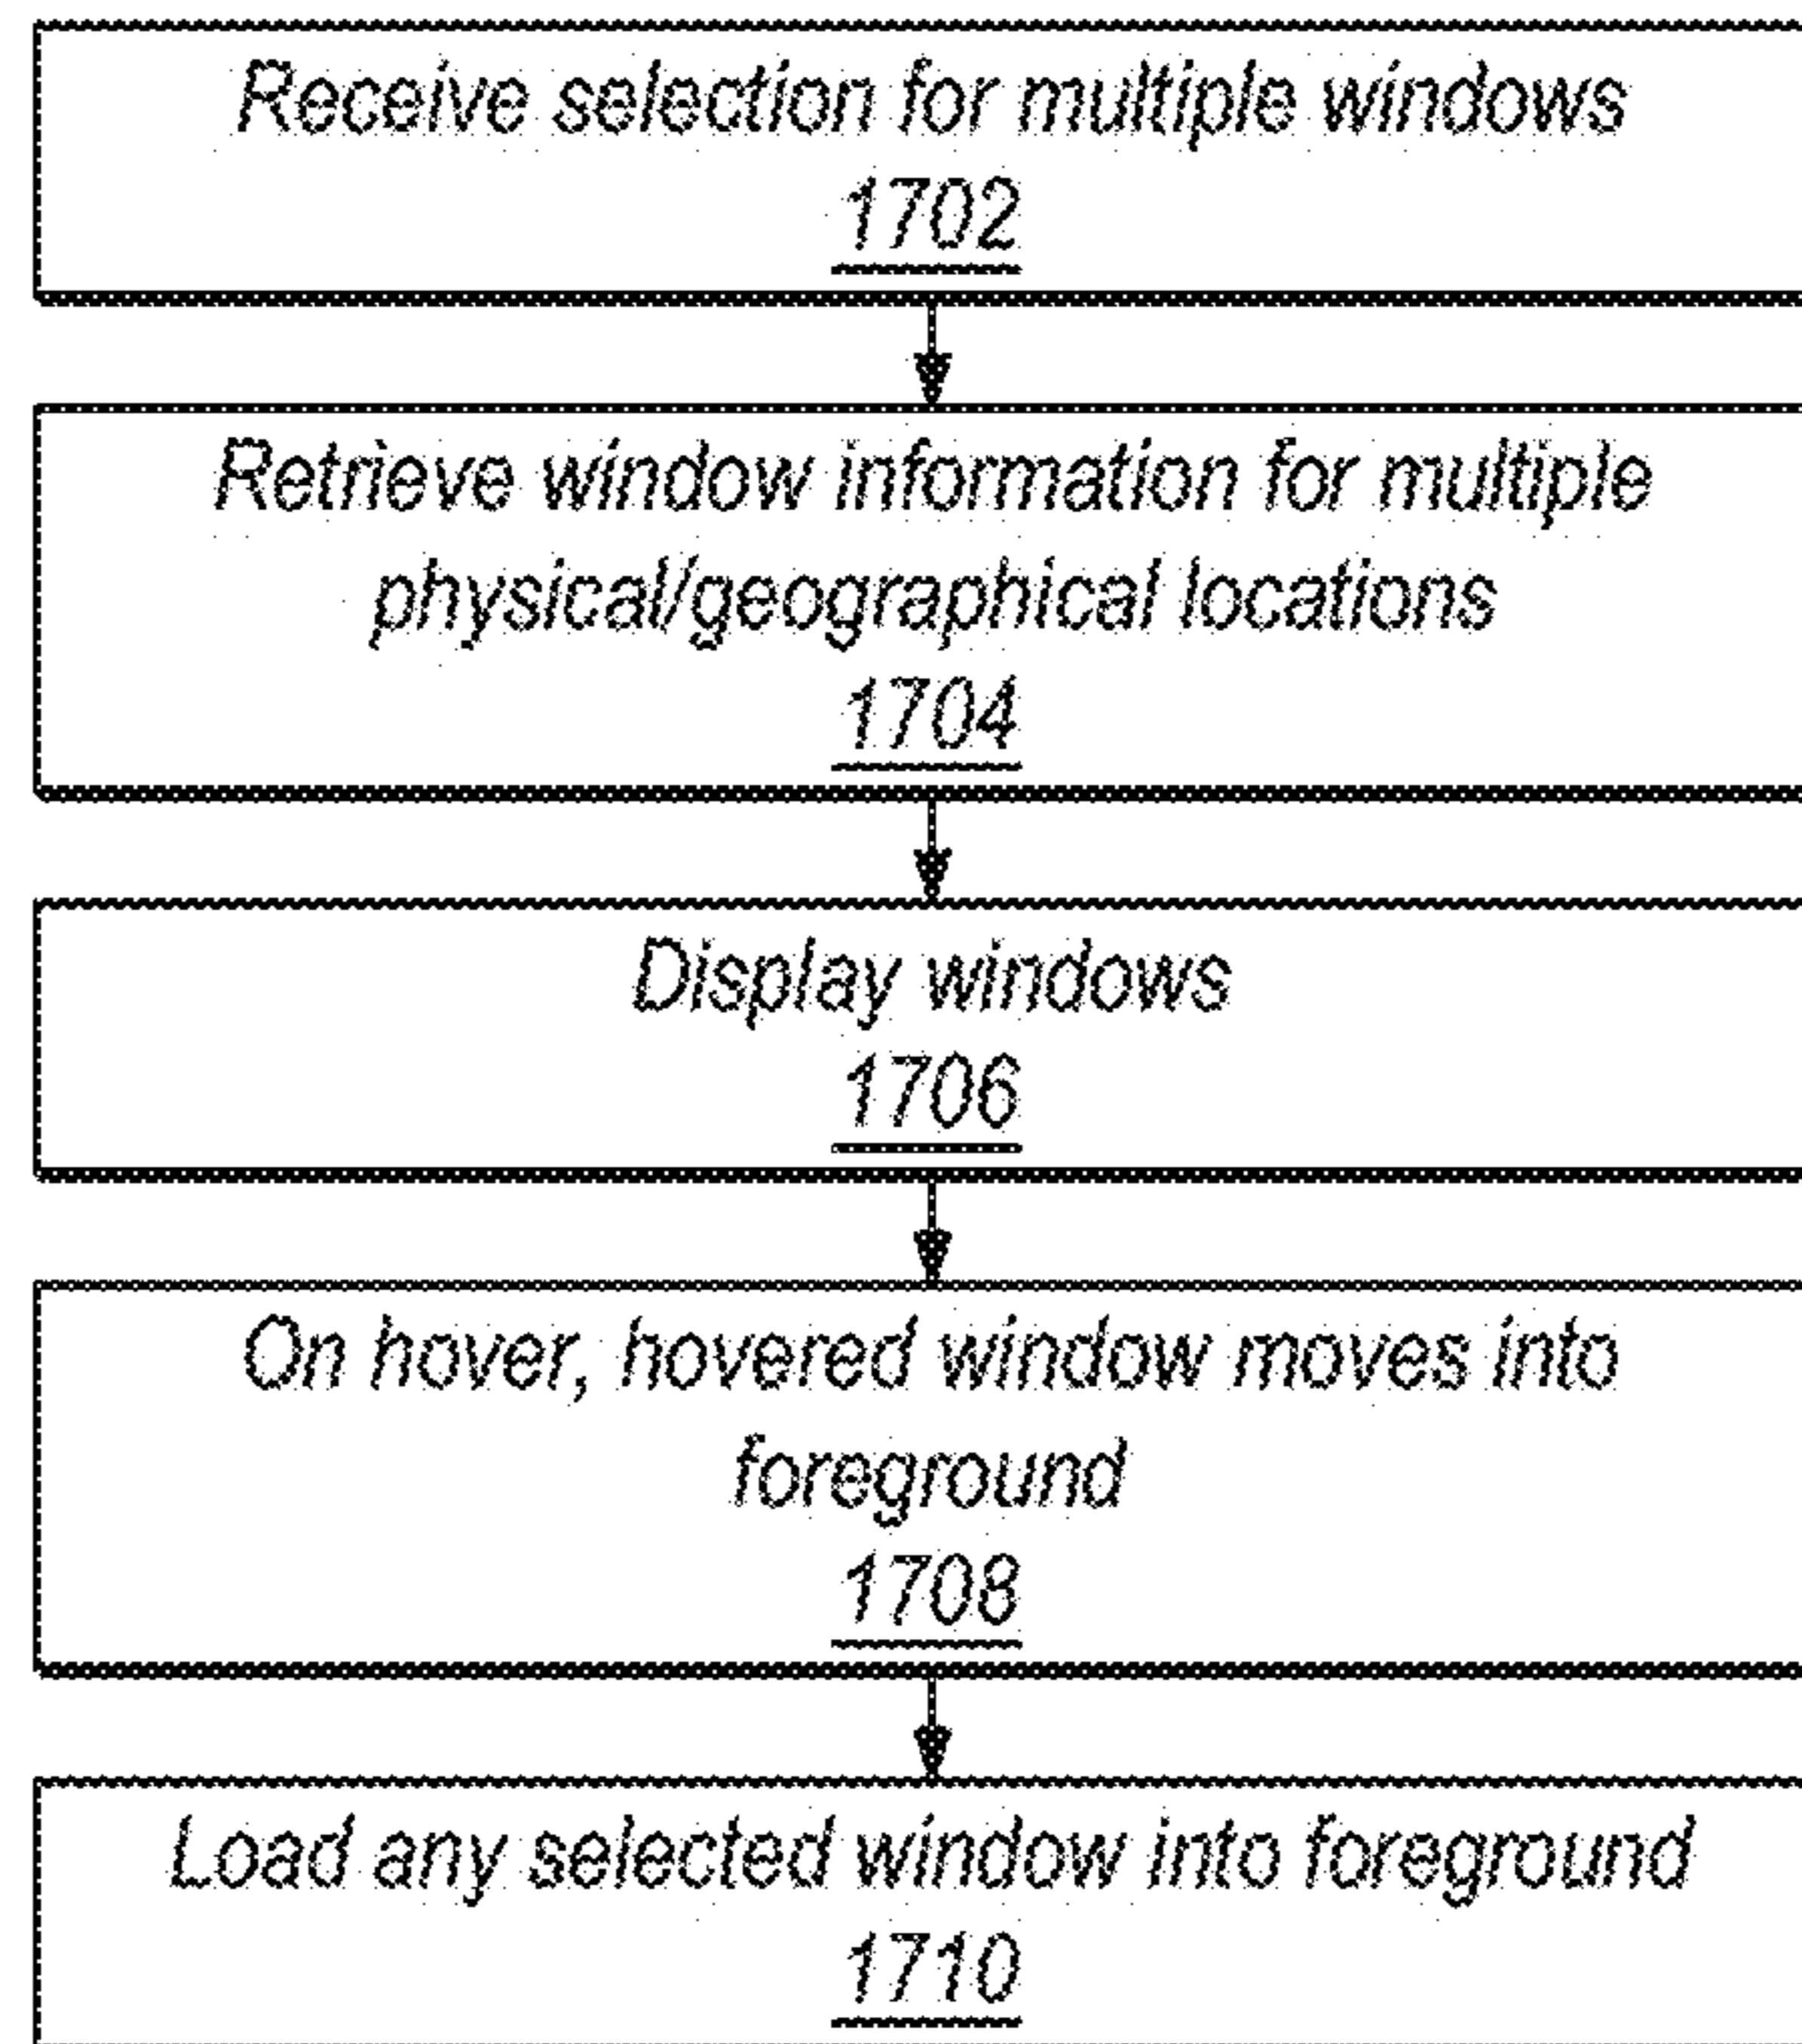 Receive selection for multiple windows
1702
Retrieve window information for multiple
physical/geographical locations
1704
Display windows
1706
On hover, hovered window moves into
foreground
1708
Load any selected window into foreground
1710